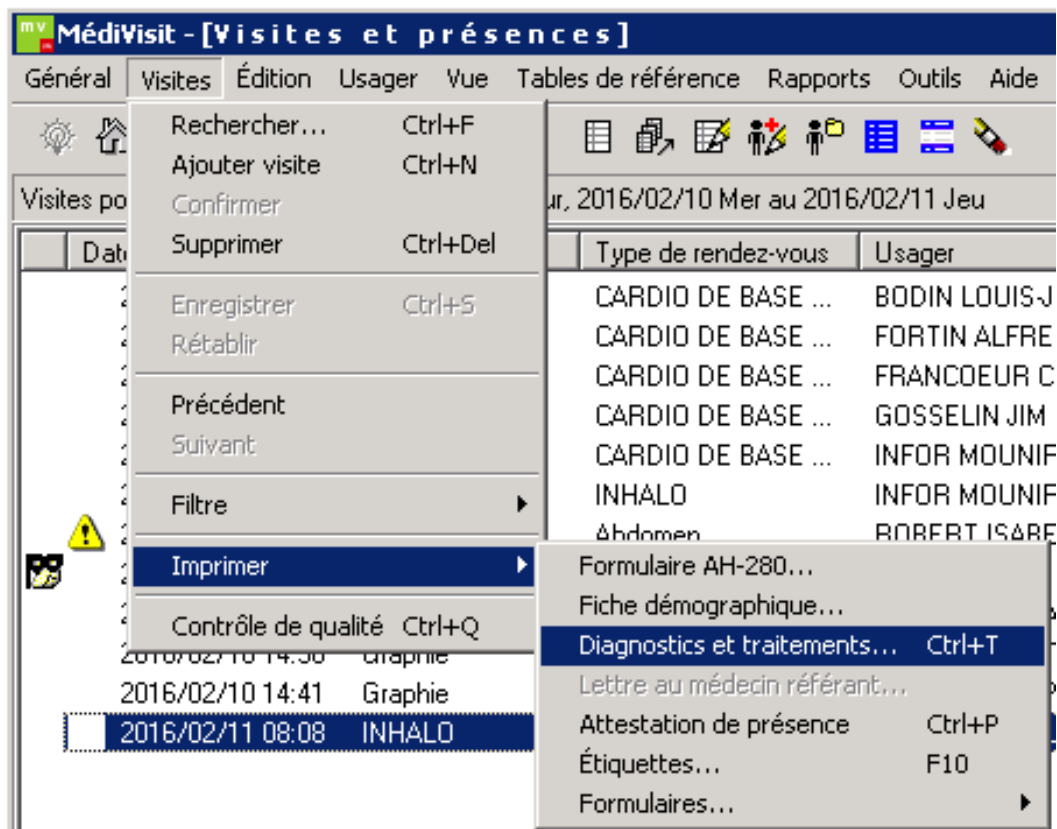 mv MédiVisit - [Visites et présences]
Général Visites Édition Usager Vue Tables de référence Rapports Outils Aide
Rechercher... Ctrl+F
Ajouter visite Ctrl+N
Confirmer
Supprimer Ctrl+Del
Enregistrer Ctrl+S
Rétablir
Précédent
Suivant
Filtre
Imprimer
Contrôle de qualité Ctrl+Q
Formulaire AH-280...
Fiche démographique...
Diagnostics et traitements... Ctrl+T
Lettre au médecin référant...
Attestation de présence Ctrl+P
Étiquettes... F10
Formulaires...
Visites 2016/02/10 Mer au 2016/02/11 Jeu
Type de rendez-vous Usager
CARDIO DE BASE ... BODIN LOUIS-J
CARDIO DE BASE ... FORTIN ALFRE
CARDIO DE BASE ... FRANCOEUR C
CARDIO DE BASE ... GOSSELIN JIM
CARDIO DE BASE ... INFOR MOUNIF
INHALO INFOR MOUNIF
Abdomen ROBERT ISABE
2016/02/10 14:41 Graphie
2016/02/11 08:08 INHALO